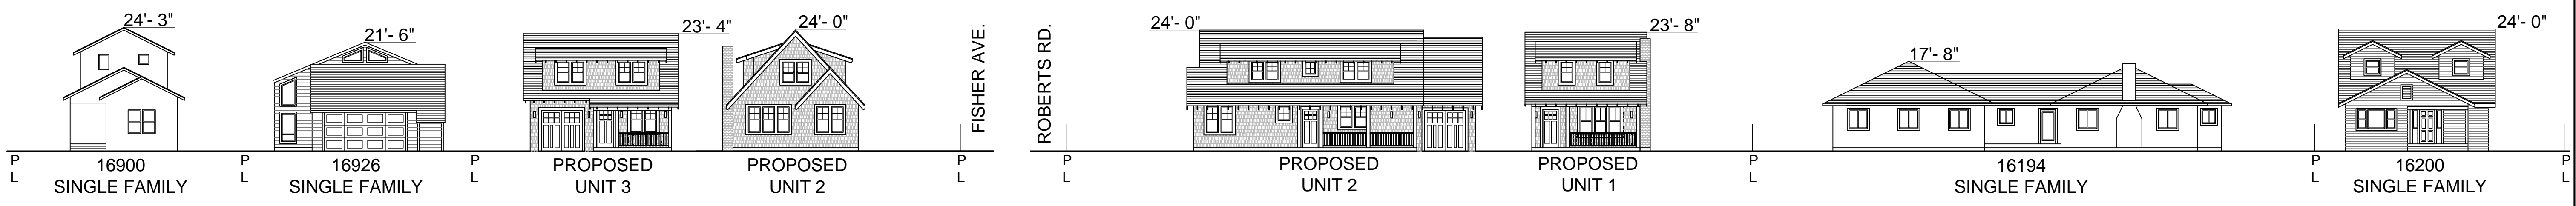 24'- 3"
21'- 6"
23'- 4"
24'- 0"
FISHER AVE.
ROBERTS RD.
24'- 0"
23'- 8"
17'- 8"
24'- 0"
P
L
16900
SINGLE FAMILY
P
L
16926
SINGLE FAMILY
P
L
PROPOSED
UNIT 3
PROPOSED
UNIT 2
P
L
P
L
PROPOSED
UNIT 2
PROPOSED
UNIT 1
P
L
16194
SINGLE FAMILY
P
L
16200
SINGLE FAMILY
P
L